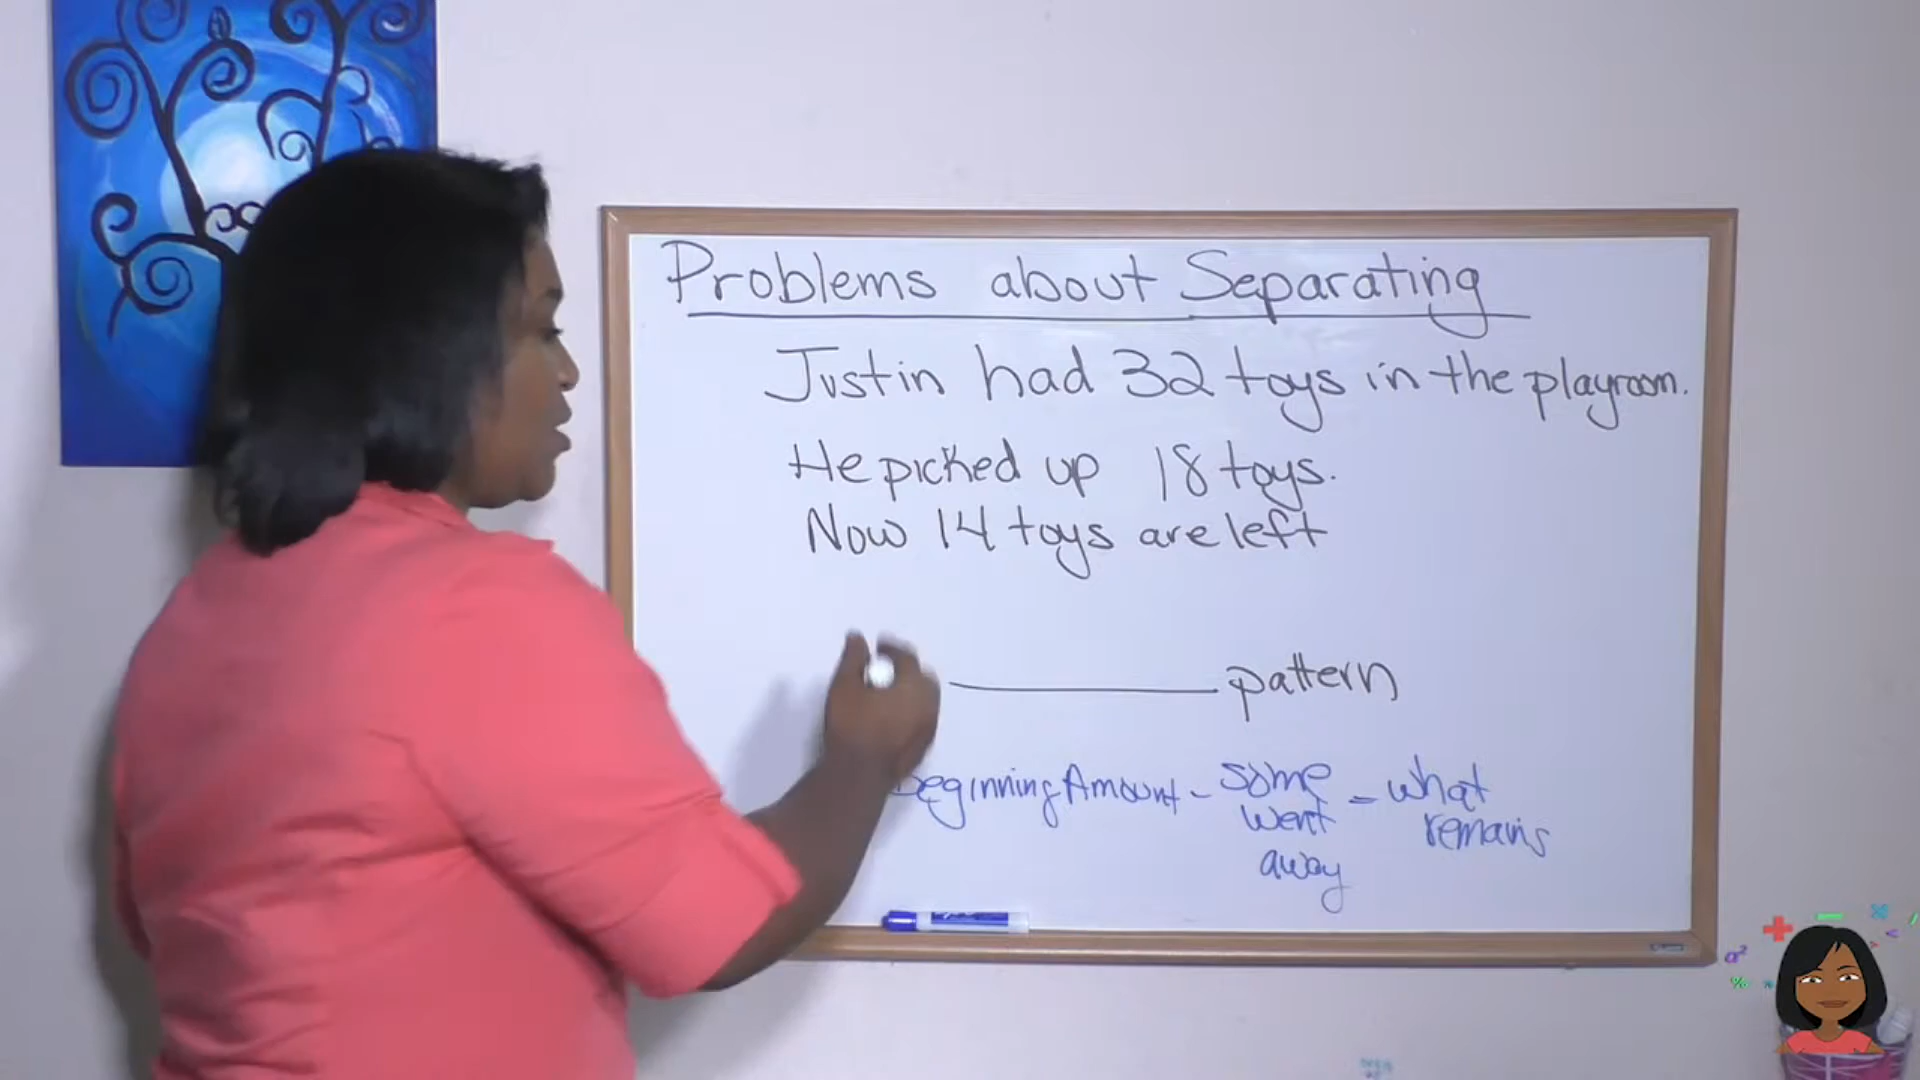 Problems about Separating
Justin had 32 toys in the playroom.
He picked up 18 toys.
Now 14 toys are left
pattern
Beginning Amount - some went away = what remains